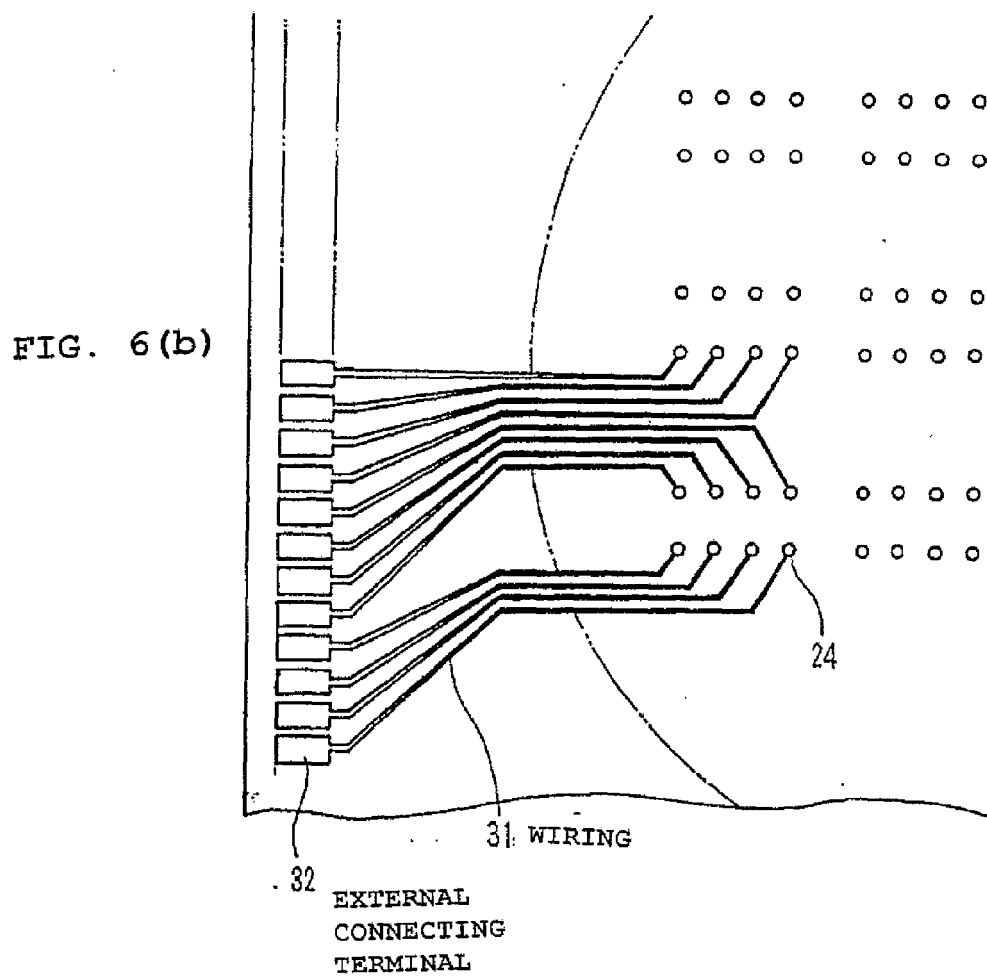 FIG. 6(b)
24
31 WIRING
32 EXTERNAL
CONNECTING
TERMINAL